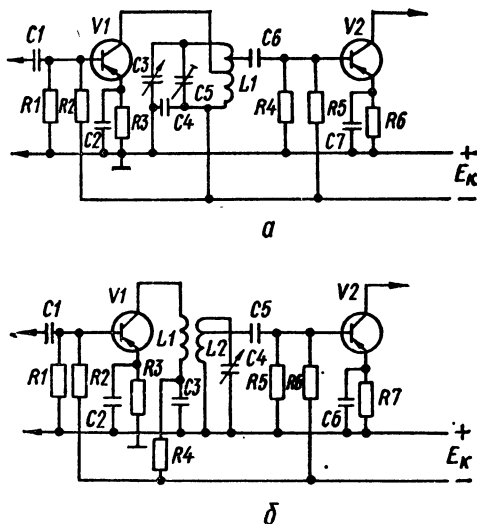 V1 C6 V2
C1 C3 L1
R1 R2 C2 R3 C4 C5 R4 R5 C7 R6
+
Eк
−
а
V1 C5 V2
C1 L1 L2 C4
R1 R2 C2 R3 C3 R5 R6 C6 R7
R4
+
Eк
−
б